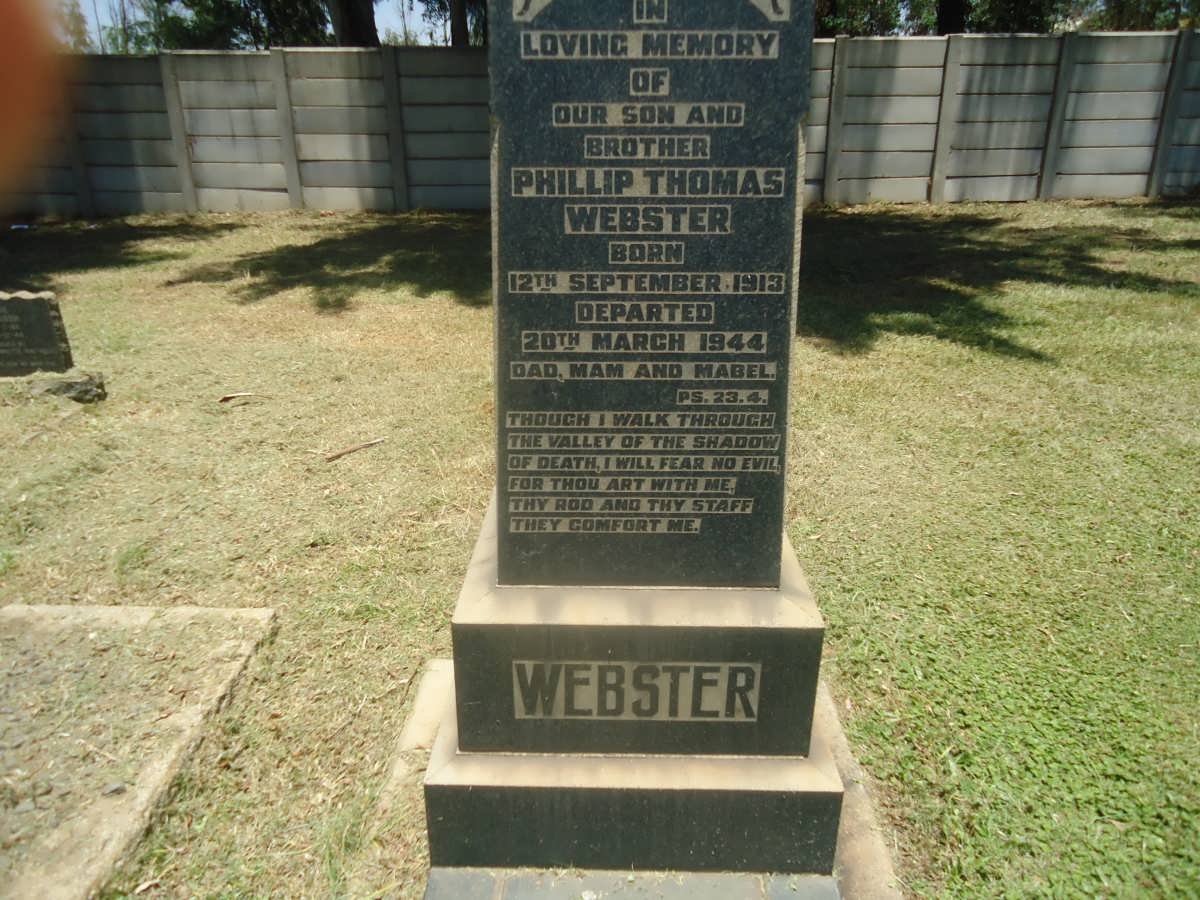 IN
LOVING MEMORY
OF
OUR SON AND
BROTHER
PHILLIP THOMAS
WEBSTER
BORN
12TH SEPTEMBER 1913
DEPARTED
20TH MARCH 1944
DAD, MAM AND MABEL.
PS. 23. 4.
THOUGH I WALK THROUGH
THE VALLEY OF THE SHADOW
OF DEATH, I WILL FEAR NO EVIL,
FOR THOU ART WITH ME,
THY ROD AND THY STAFF
THEY COMFORT ME.
WEBSTER